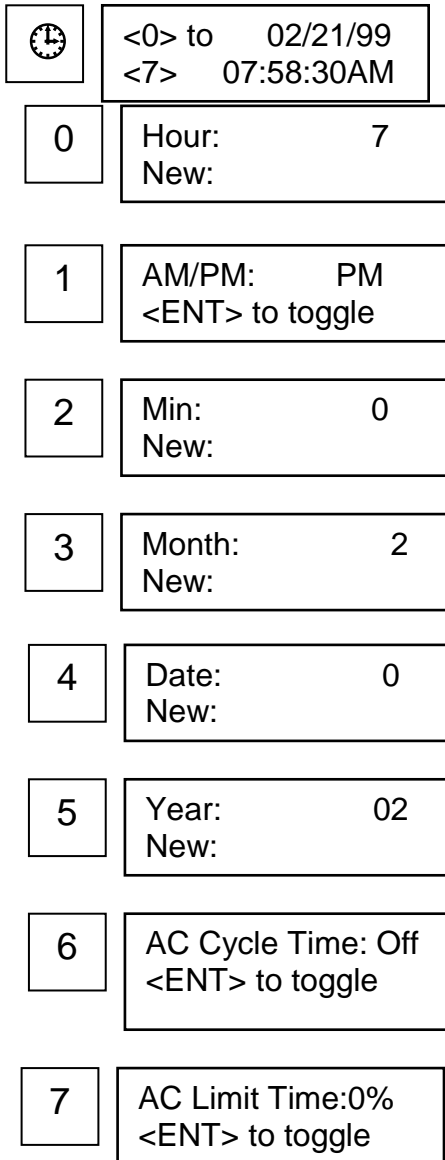 <0> to 02/21/99
<7> 07:58:30AM
0
Hour: 7
New:
1
AM/PM: PM
<ENT> to toggle
2
Min: 0
New:
3
Month: 2
New:
4
Date: 0
New:
5
Year: 02
New:
6
AC Cycle Time: Off
<ENT> to toggle
7
AC Limit Time:0%
<ENT> to toggle